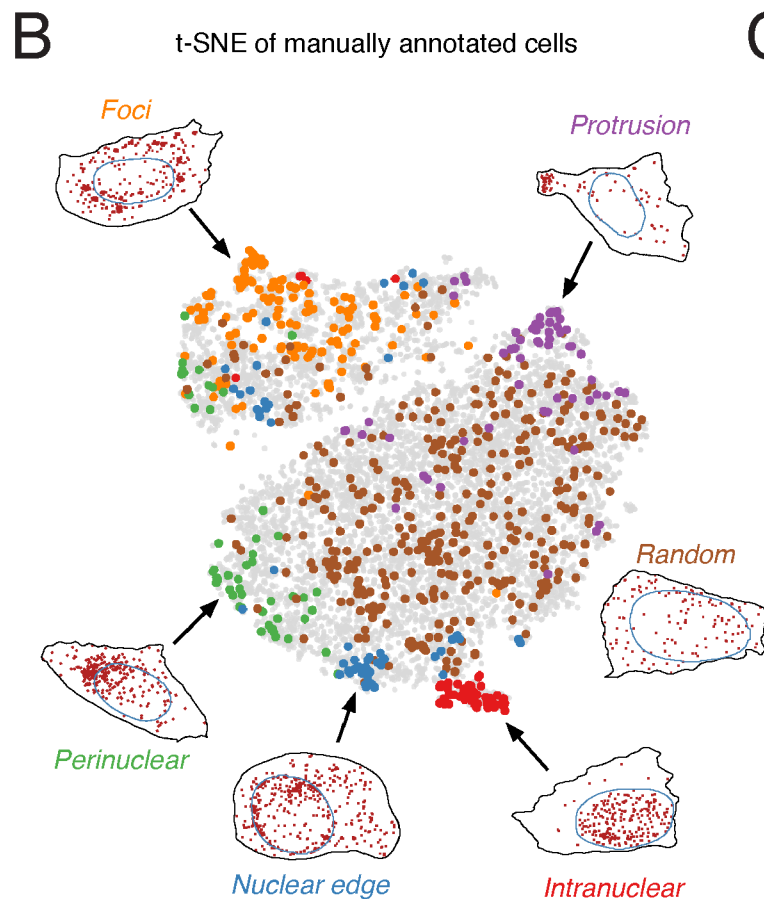 B
C
t-SNE of manually annotated cells
Foci
Protrusion
Random
Perinuclear
Nuclear edge
Intranuclear